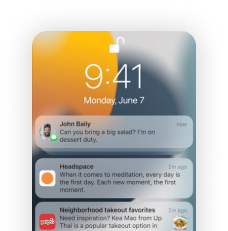 9:41
Monday, June 7
John Baily
now
Can you bring a big salad? I'm on
dessert duty.
Headspace
2m ago
When it comes to meditation, every day is
the first day. Each new moment, the first
moment.
Neighborhood takeout favorites
2m ago
Need inspiration? Kea Mao from Up
Thai is a popular takeout option in
yelp